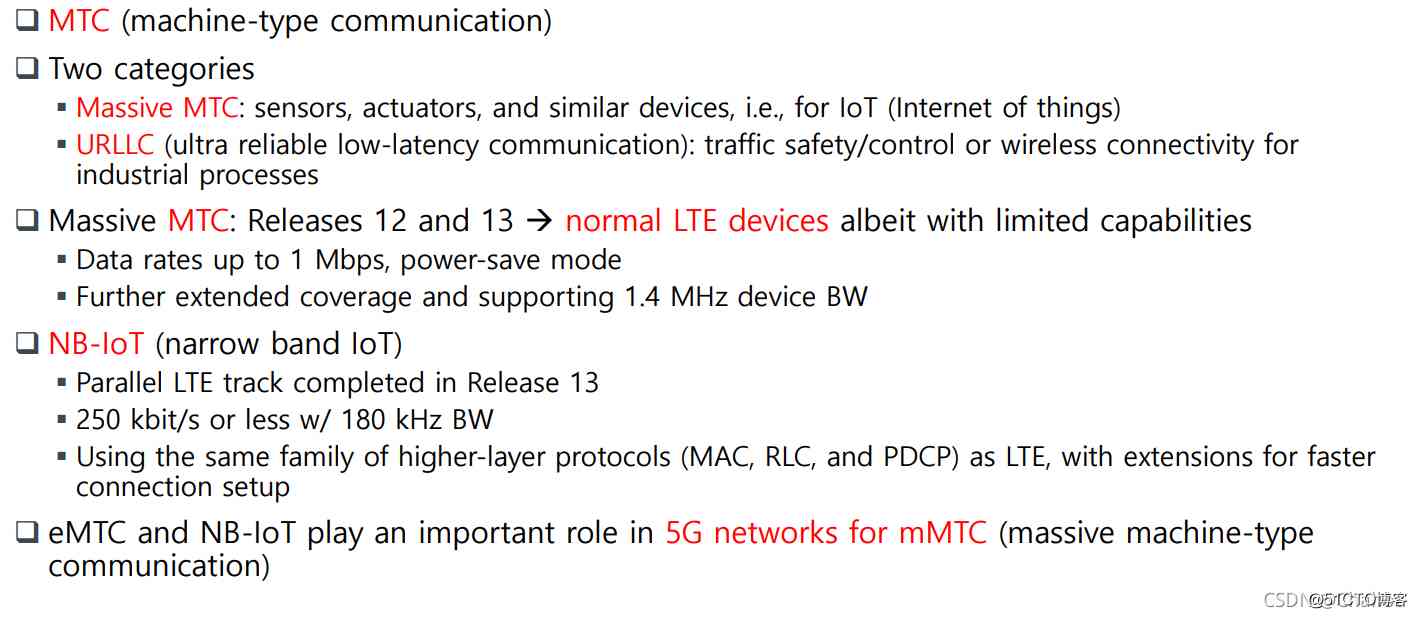 ❑ MTC (machine-type communication)
❑ Two categories
▪ Massive MTC: sensors, actuators, and similar devices, i.e., for IoT (Internet of things)
▪ URLLC (ultra reliable low-latency communication): traffic safety/control or wireless connectivity for
industrial processes
❑ Massive MTC: Releases 12 and 13 → normal LTE devices albeit with limited capabilities
▪ Data rates up to 1 Mbps, power-save mode
▪ Further extended coverage and supporting 1.4 MHz device BW
❑ NB-IoT (narrow band IoT)
▪ Parallel LTE track completed in Release 13
▪ 250 kbit/s or less w/ 180 kHz BW
▪ Using the same family of higher-layer protocols (MAC, RLC, and PDCP) as LTE, with extensions for faster
connection setup
❑ eMTC and NB-IoT play an important role in 5G networks for mMTC (massive machine-type
communication)
CSDN @51CTO博客